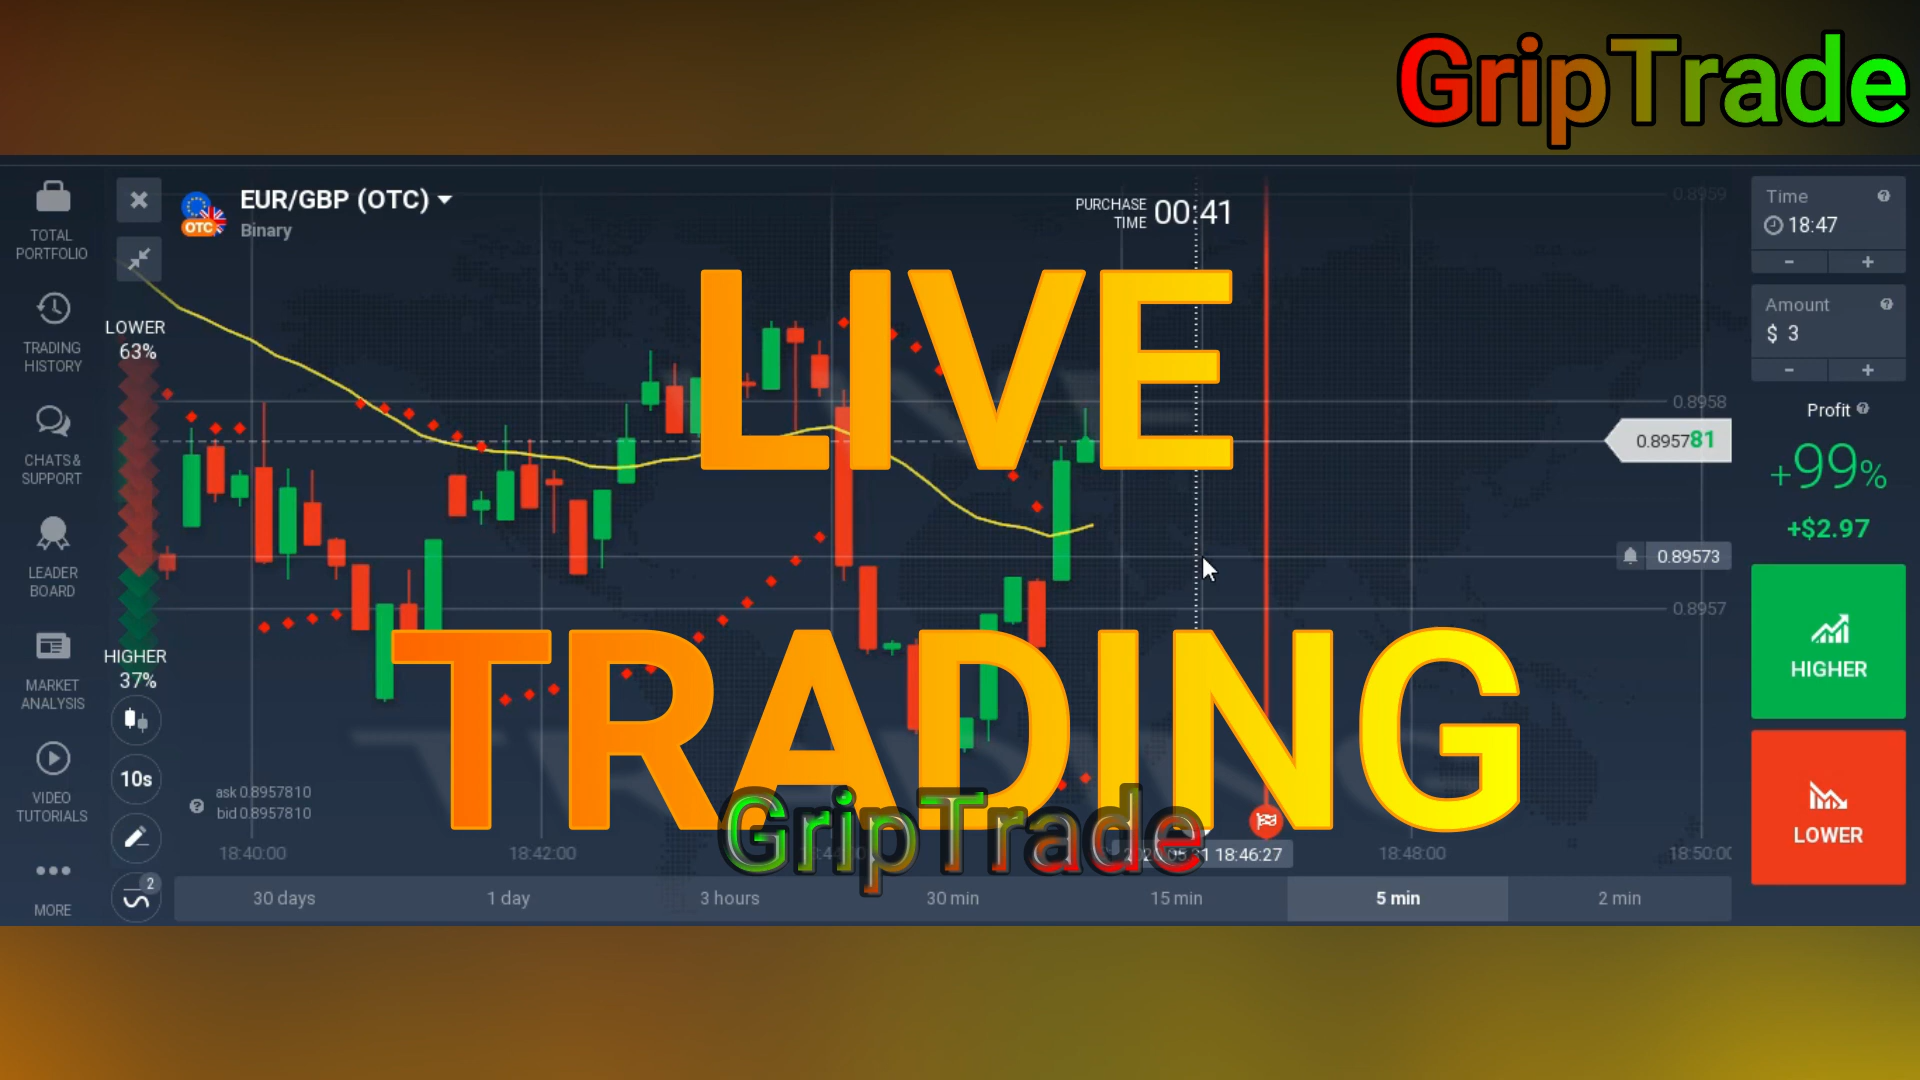 GripTrade
TOTAL
PORTFOLIO
TRADING
HISTORY
CHATS &
SUPPORT
LEADER
BOARD
MARKET
ANALYSIS
VIDEO
TUTORIALS
MORE
EUR/GBP (OTC)
OTC
Binary
PURCHASE
TIME
00:41
LOWER
63%
HIGHER
37%
10s
2
LIVE
TRADING
GripTrade
ask 0.8957810
bid 0.8957810
0.8959
0.8958
0.895781
0.89573
0.8957
18:40:00
18:42:00
18:46:27
18:48:00
18:50:00
30 days
1 day
3 hours
30 min
15 min
5 min
2 min
Time
18:47
-
+
Amount
$ 3
-
+
Profit
+99%
+$2.97
HIGHER
LOWER